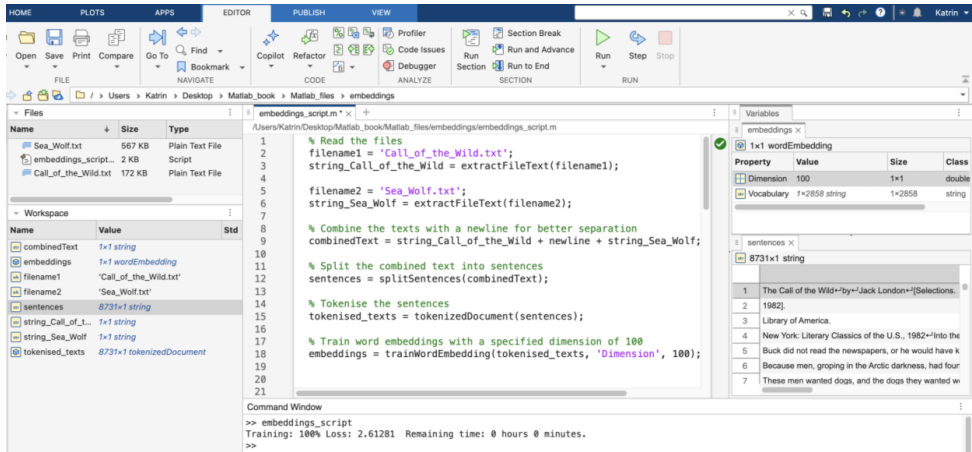 HOME PLOTS APPS EDITOR PUBLISH VIEW Katrin
Open Save Print Compare Go To Find Bookmark Copilot Refactor Profiler Code Issues Debugger Run Section Section Break Run and Advance Run to End Run Step Stop
FILE NAVIGATE CODE ANALYZE SECTION RUN
/ > Users > Katrin > Desktop > Matlab_book > Matlab_files > embeddings
Files
Name Size Type
Sea_Wolf.txt 567 KB Plain Text File
embeddings_script... 2 KB Script
Call_of_the_Wild.txt 172 KB Plain Text File
Workspace
Name Value Std
combinedText 1×1 string
embeddings 1×1 wordEmbedding
filename1 'Call_of_the_Wild.txt'
filename2 'Sea_Wolf.txt'
sentences 8731×1 string
string_Call_of_t... 1×1 string
string_Sea_Wolf 1×1 string
tokenised_texts 8731×1 tokenizedDocument
embeddings_script.m *
/Users/Katrin/Desktop/Matlab_book/Matlab_files/embeddings/embeddings_script.m
1 % Read the files
2 filename1 = 'Call_of_the_Wild.txt';
3 string_Call_of_the_Wild = extractFileText(filename1);
4
5 filename2 = 'Sea_Wolf.txt';
6 string_Sea_Wolf = extractFileText(filename2);
7
8 % Combine the texts with a newline for better separation
9 combinedText = string_Call_of_the_Wild + newline + string_Sea_Wolf;
10
11 % Split the combined text into sentences
12 sentences = splitSentences(combinedText);
13
14 % Tokenise the sentences
15 tokenised_texts = tokenizedDocument(sentences);
16
17 % Train word embeddings with a specified dimension of 100
18 embeddings = trainWordEmbedding(tokenised_texts, 'Dimension', 100);
19
20
21
Command Window
>> embeddings_script
Training: 100% Loss: 2.61281 Remaining time: 0 hours 0 minutes.
>>
Variables
embeddings
1×1 wordEmbedding
Property Value Size Class
Dimension 100 1×1 double
Vocabulary 1×2858 string 1×2858 string
sentences
8731×1 string
1 The Call of the Wild↵by↵Jack London↵[Selections.
2 1982].
3 Library of America.
4 New York: Literary Classics of the U.S., 1982↵Into the
5 Buck did not read the newspapers, or he would have k
6 Because men, groping in the Arctic darkness, had four
7 These men wanted dogs, and the dogs they wanted w